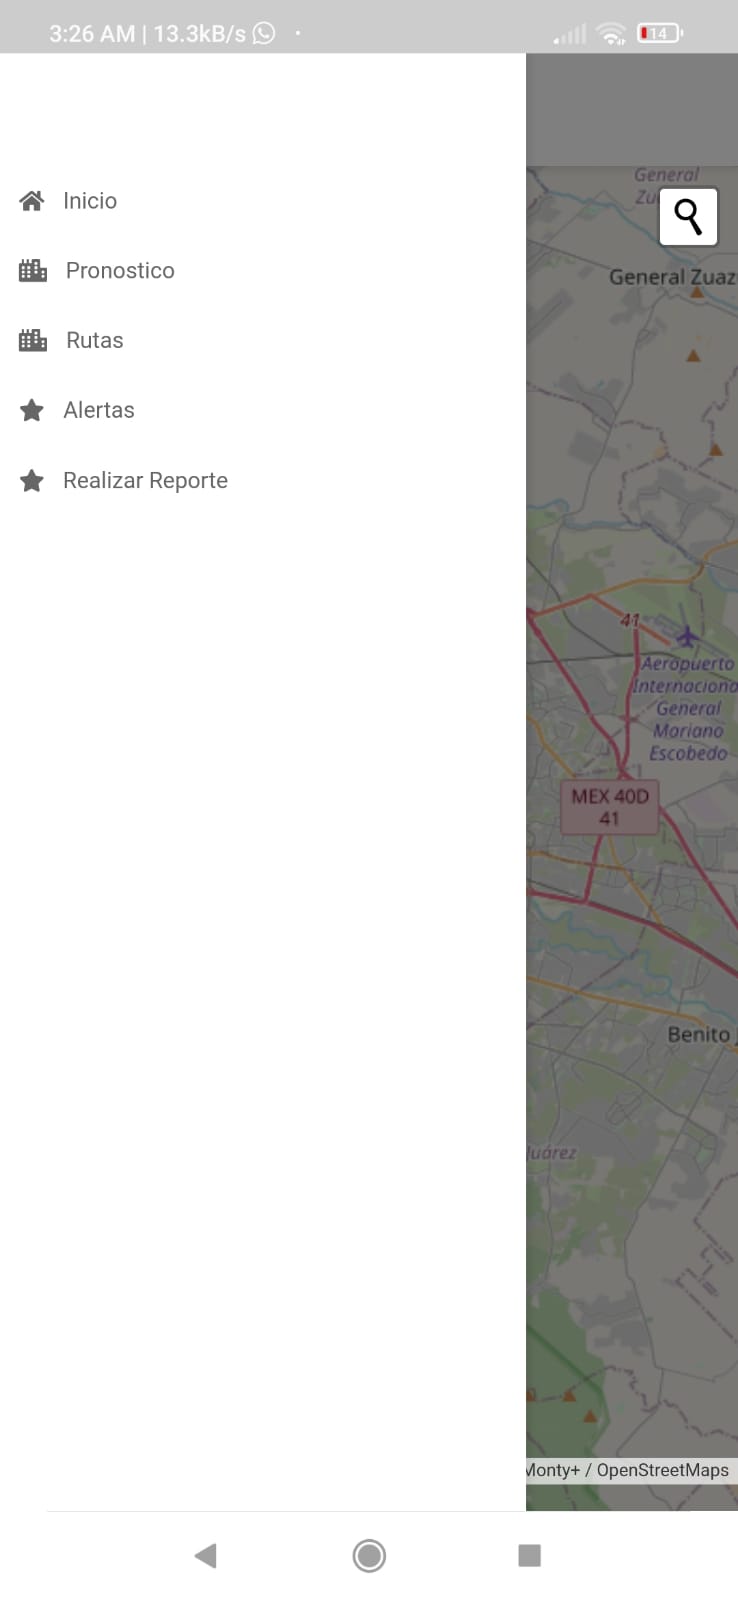 3:26 AM | 13.3kB/s
14
Inicio
Pronostico
Rutas
Alertas
Realizar Reporte
General
General Zuaz
41
Aeropuerto
Internaciona
General
Mariano
Escobedo
MEX 40D
41
Benito
Juárez
Monty+ / OpenStreetMaps